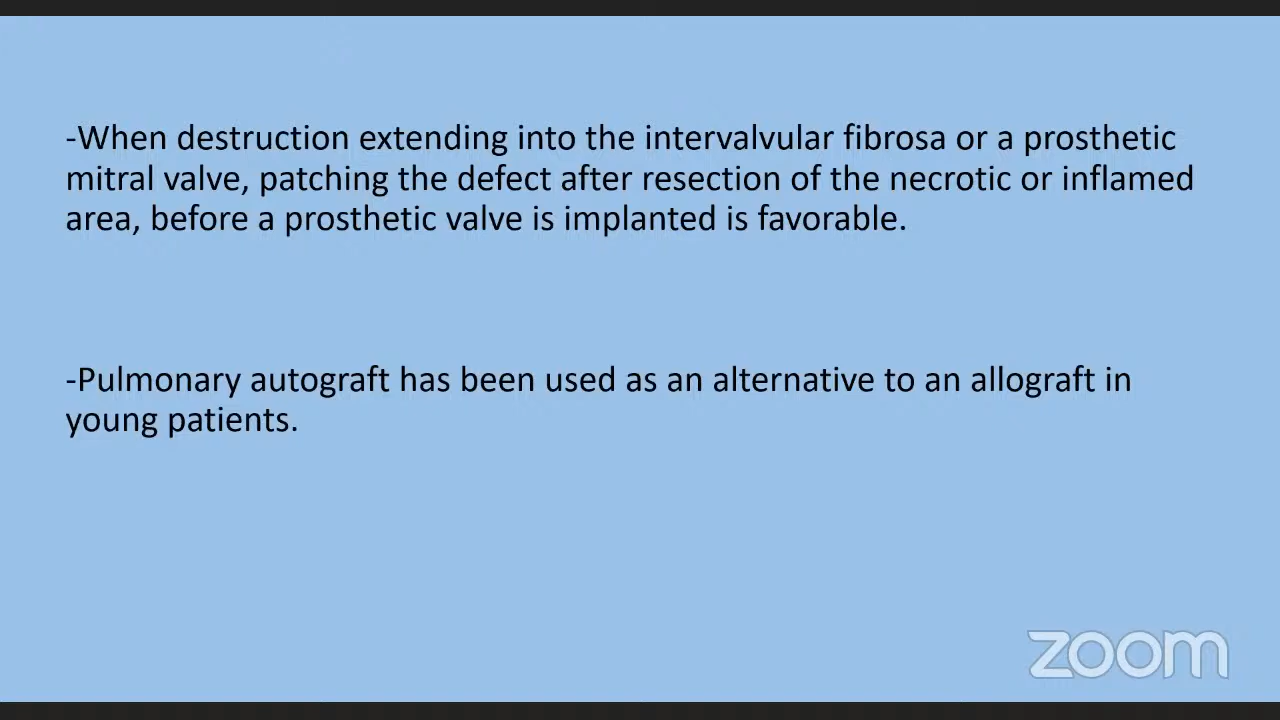 -When destruction extending into the intervalvular fibrosa or a prosthetic
mitral valve, patching the defect after resection of the necrotic or inflamed
area, before a prosthetic valve is implanted is favorable.
-Pulmonary autograft has been used as an alternative to an allograft in
young patients.
zoom